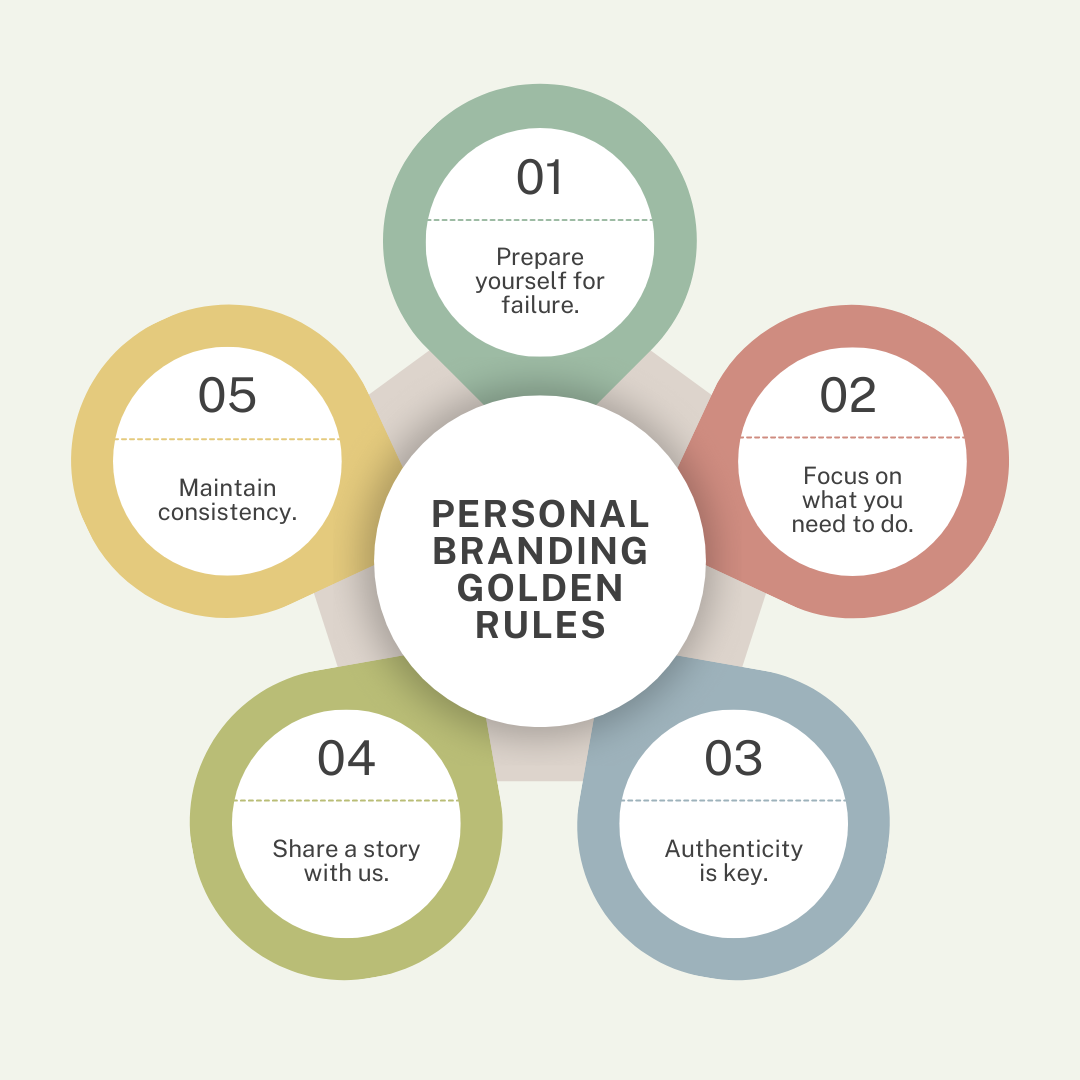 01
Prepare
yourself for
failure.
02
Focus on
what you
need to do.
03
Authenticity
is key.
04
Share a story
with us.
05
Maintain
consistency.
PERSONAL
BRANDING
GOLDEN
RULES